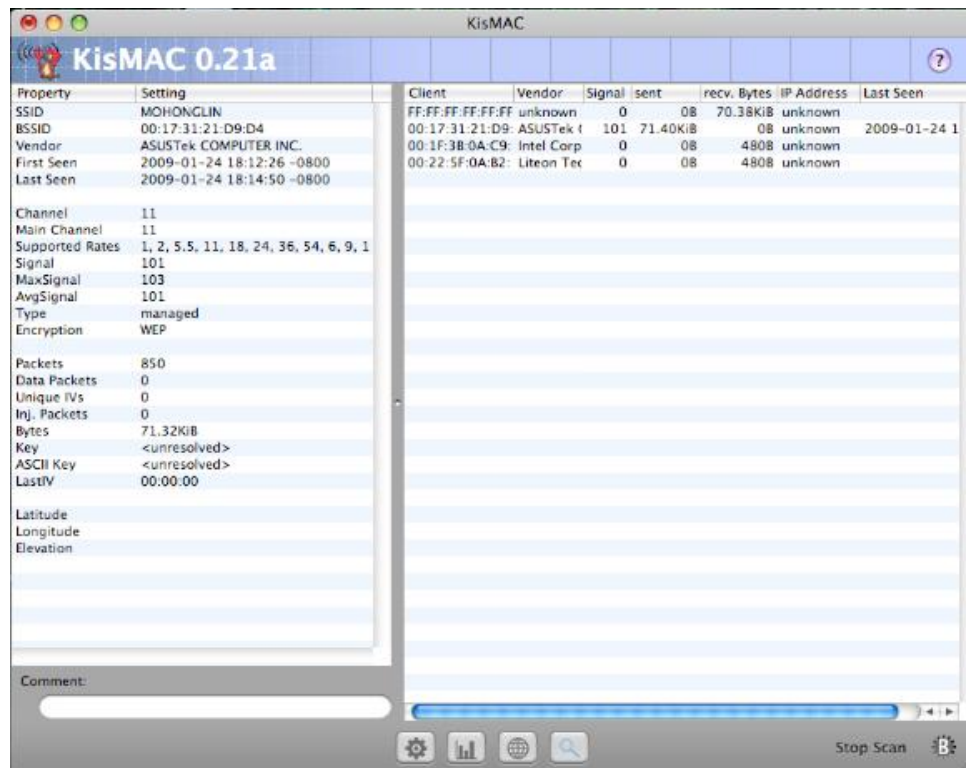 KisMAC
KisMAC 0.21a
?
Property Setting
SSID MOHONGLIN
BSSID 00:17:31:21:D9:D4
Vendor ASUSTek COMPUTER INC.
First Seen 2009-01-24 18:12:26 -0800
Last Seen 2009-01-24 18:14:50 -0800
Channel 11
Main Channel 11
Supported Rates 1, 2, 5.5, 11, 18, 24, 36, 54, 6, 9, 1
Signal 101
MaxSignal 103
AvgSignal 101
Type managed
Encryption WEP
Packets 850
Data Packets 0
Unique IVs 0
Inj. Packets 0
Bytes 71.32KiB
Key <unresolved>
ASCII Key <unresolved>
LastIV 00:00:00
Latitude
Longitude
Elevation
Comment:
Client Vendor Signal sent recv. Bytes IP Address Last Seen
FF:FF:FF:FF:FF:FF unknown 0 0B 70.38KiB unknown
00:17:31:21:D9: ASUSTek ( 101 71.40KiB 0B unknown 2009-01-24 1
00:1F:3B:0A:C9: Intel Corp 0 0B 480B unknown
00:22:5F:0A:B2: Liteon Tec 0 0B 480B unknown
Stop Scan